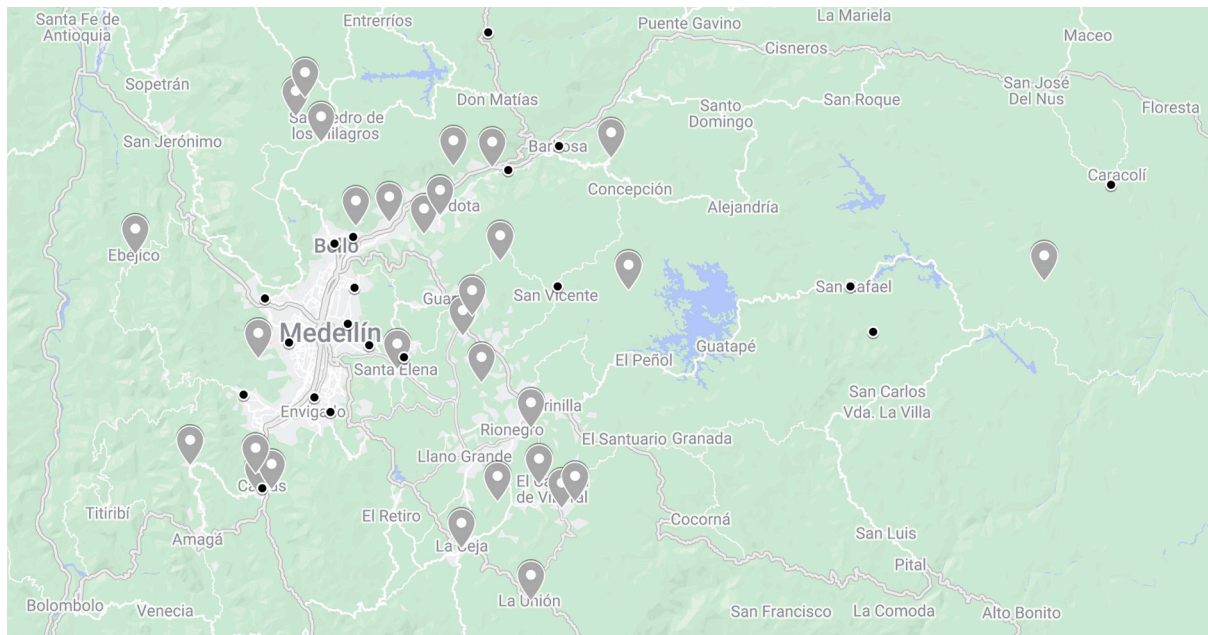 Santa Fe de
Antioquia
Entrerríos
Puente Gavino
La Mariela
Maceo
Cisneros
Sopetrán
San José
Del Nus
Don Matías
San Roque
Santo
Domingo
Floresta
los Milagros
San Jerónimo
Caracolí
Concepción
Alejandría
Bello
Ebejico
San Vicente
San Rafael
Medellín
Guatapé
El Peñol
Santa Elena
San Carlos
Vda. La Villa
Envigado
Rionegro
El Santuario
Granada
Llano Grande
Titiribí
El Retiro
Cocorná
Amagá
La Ceja
San Luis
Pital
Bolombolo
Venecia
La Unión
San Francisco
La Comoda
Alto Bonito